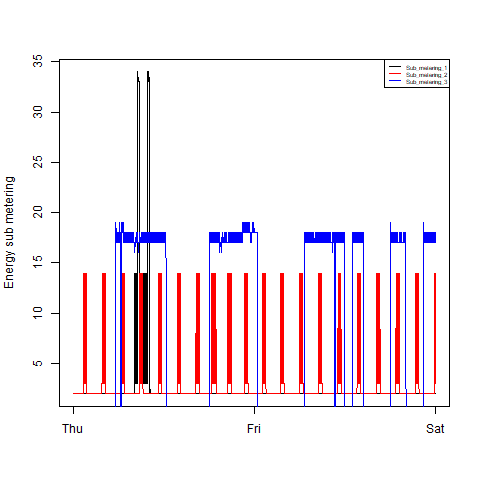 Sub_metering_1
Sub_metering_2
Sub_metering_3
Energy sub metering
35
30
25
20
15
10
5
Thu Fri Sat